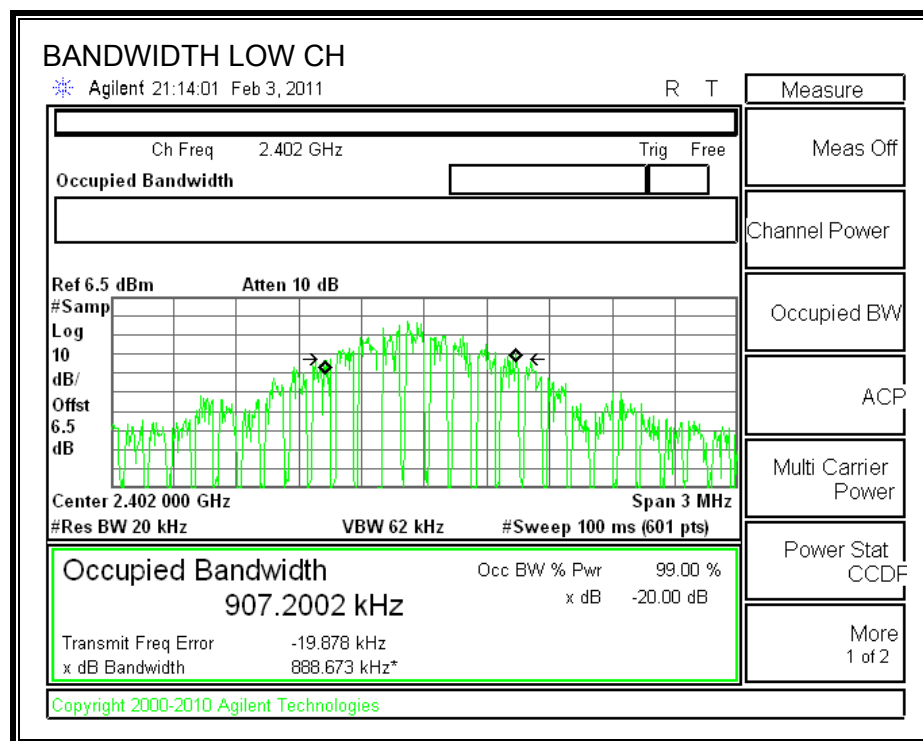 BANDWIDTH LOW CH
Agilent 21:14:01 Feb 3, 2011 R T
Measure
Ch Freq 2.402 GHz Trig Free
Meas Off
Occupied Bandwidth
Channel Power
Ref 6.5 dBm Atten 10 dB
#Samp
Log
10
dB/
Offst
6.5
dB
Occupied BW
ACP
Multi Carrier
Power
Center 2.402 000 GHz Span 3 MHz
#Res BW 20 kHz VBW 62 kHz #Sweep 100 ms (601 pts)
Power Stat
CCDF
Occupied Bandwidth Occ BW % Pwr 99.00 %
907.2002 kHz x dB -20.00 dB
More
1 of 2
Transmit Freq Error -19.878 kHz
x dB Bandwidth 888.673 kHz*
Copyright 2000-2010 Agilent Technologies